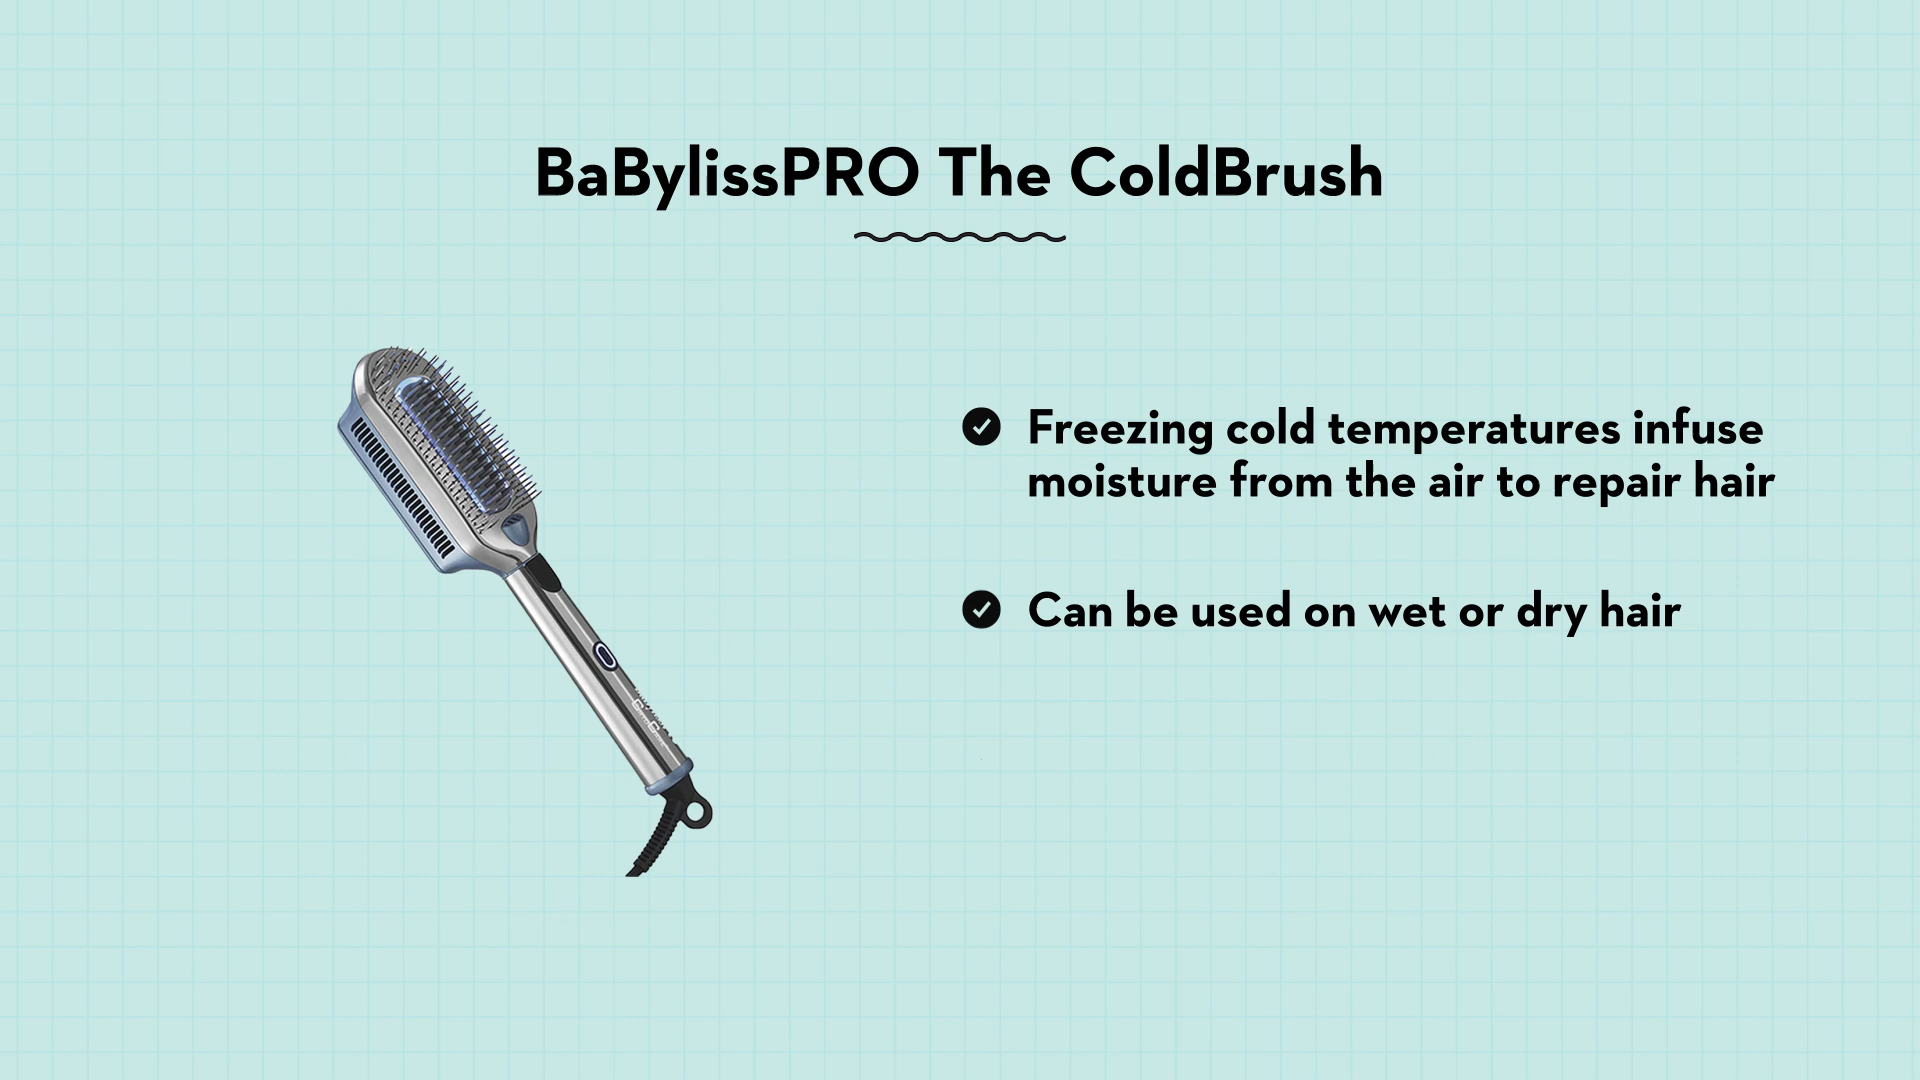 BaBylissPRO The ColdBrush
Freezing cold temperatures infuse
moisture from the air to repair hair
Can be used on wet or dry hair